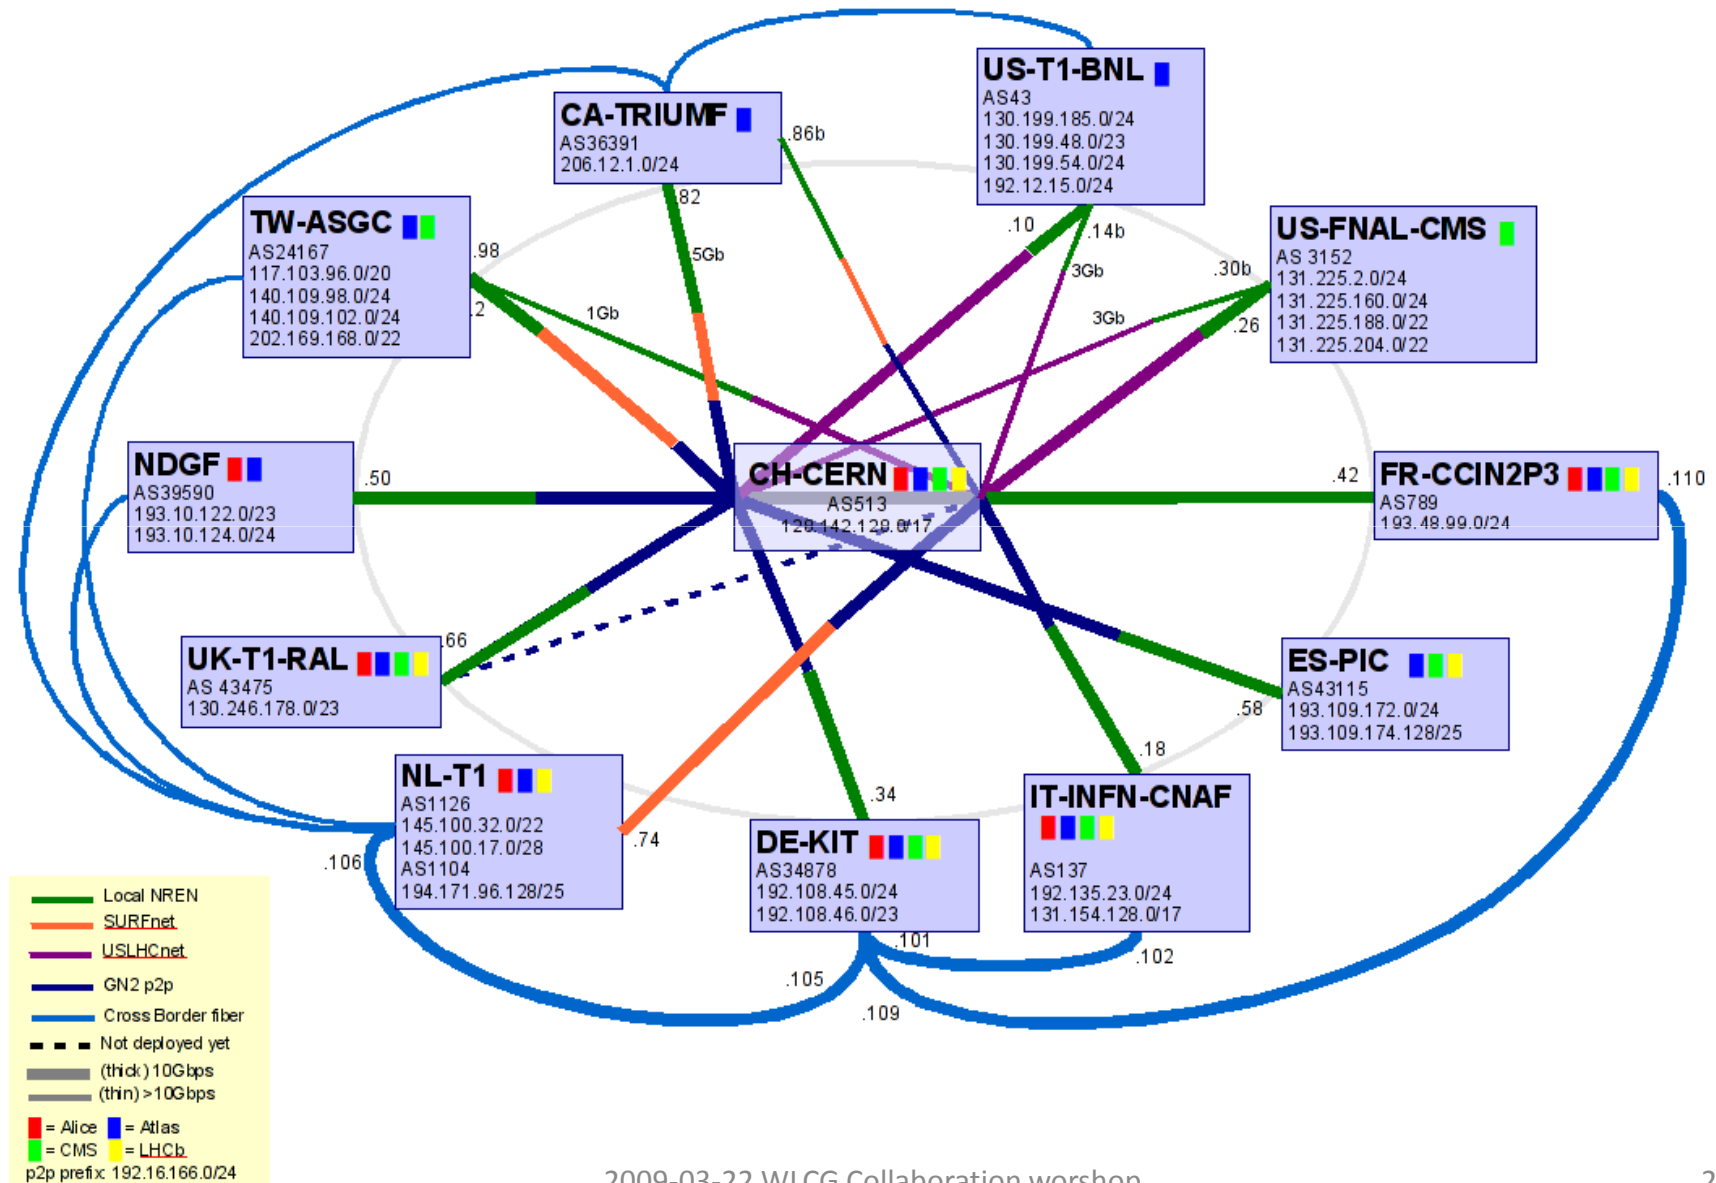 US-T1-BNL
AS43
130.199.185.0/24
130.199.48.0/23
130.199.54.0/24
192.12.15.0/24
CA-TRIUMF
AS36391
206.12.1.0/24
.86b
.82
5Gb
TW-ASGC
AS24167
117.103.96.0/20
140.109.98.0/24
140.109.102.0/24
202.169.168.0/22
.98
.2
1Gb
.10
.14b
3Gb
US-FNAL-CMS
AS 3152
131.225.2.0/24
131.225.160.0/24
131.225.188.0/22
131.225.204.0/22
.30b
3Gb
.26
NDGF
AS39590
193.10.122.0/23
193.10.124.0/24
.50
CH-CERN
AS513
128.142.128.0/17
.42
FR-CCIN2P3
AS789
193.48.99.0/24
.110
UK-T1-RAL
AS 43475
130.246.178.0/23
.66
ES-PIC
AS43115
193.109.172.0/24
193.109.174.128/25
.58
NL-T1
AS1126
145.100.32.0/22
145.100.17.0/28
AS1104
194.171.96.128/25
.106
.74
DE-KIT
AS34878
192.108.45.0/24
192.108.46.0/23
.34
.101
.105
.109
IT-INFN-CNAF
AS137
192.135.23.0/24
131.154.128.0/17
.18
.102
Local NREN
SURFnet
USLHCnet
GN2 p2p
Cross Border fiber
Not deployed yet
(thick) 10Gbps
(thin) >10Gbps
= Alice = Atlas
= CMS = LHCb
p2p prefix: 192.16.166.0/24
2009-03-22 WLCG Collaboration worshop
2